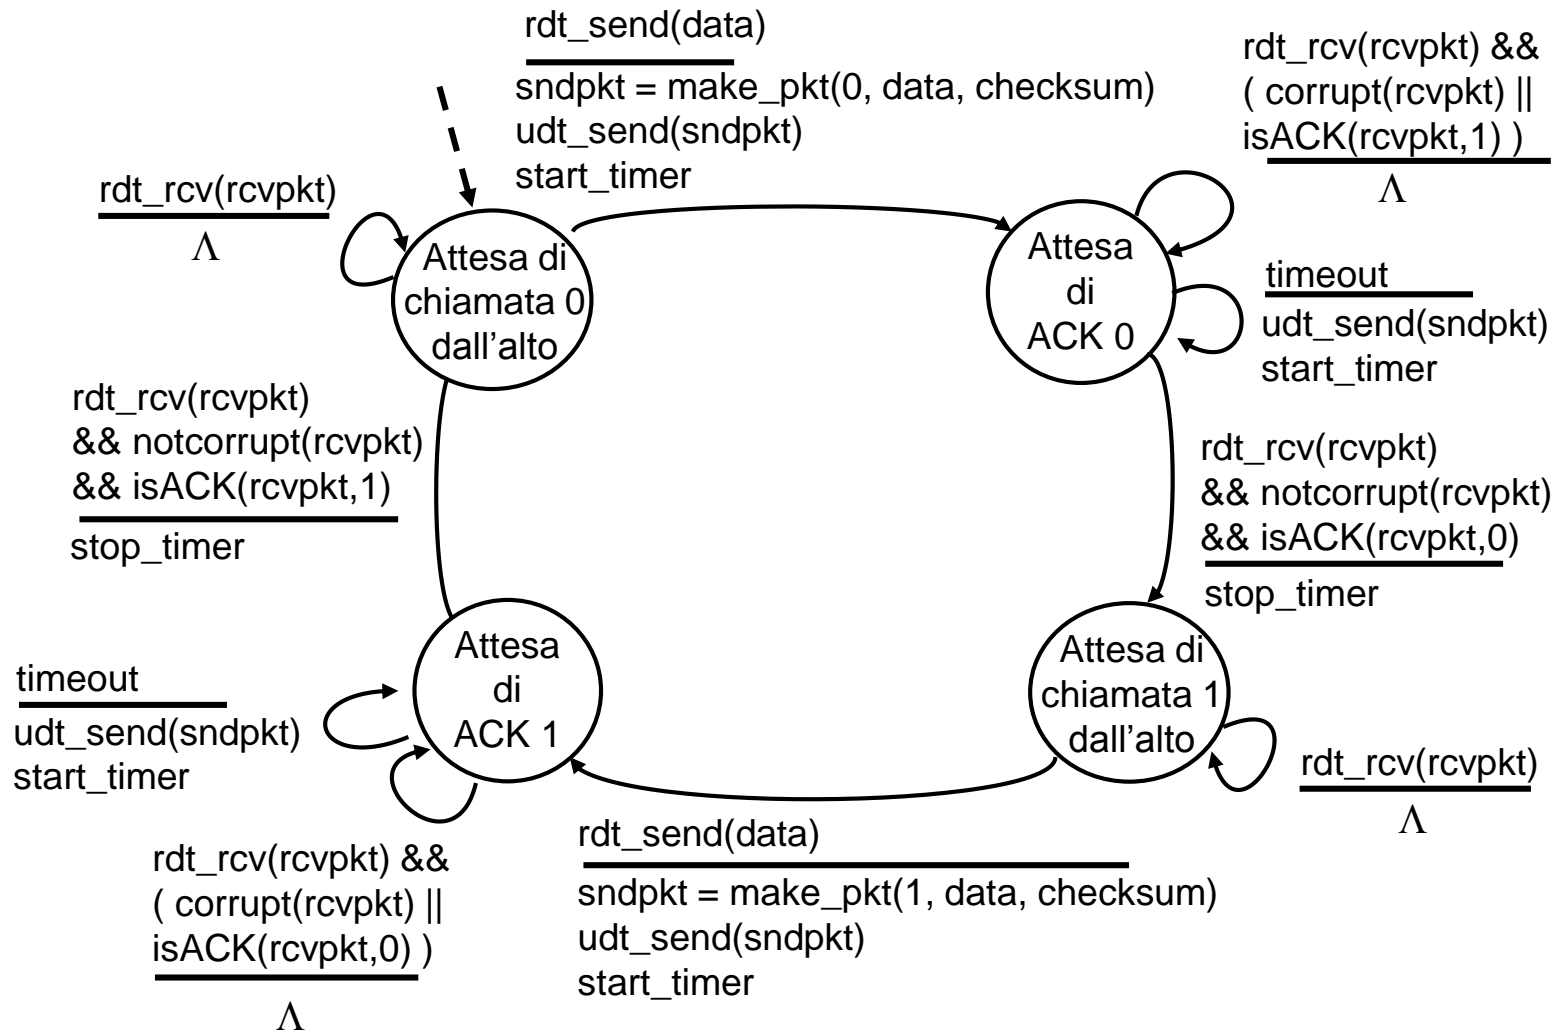 rdt_send(data)
sndpkt = make_pkt(0, data, checksum)
udt_send(sndpkt)
start_timer
rdt_rcv(rcvpkt) &&
( corrupt(rcvpkt) ||
isACK(rcvpkt,1) )
Λ
rdt_rcv(rcvpkt)
Λ
Attesa di
chiamata 0
dall’alto
Attesa
di
ACK 0
timeout
udt_send(sndpkt)
start_timer
rdt_rcv(rcvpkt)
&& notcorrupt(rcvpkt)
&& isACK(rcvpkt,1)
stop_timer
rdt_rcv(rcvpkt)
&& notcorrupt(rcvpkt)
&& isACK(rcvpkt,0)
stop_timer
timeout
udt_send(sndpkt)
start_timer
Attesa
di
ACK 1
Attesa di
chiamata 1
dall’alto
rdt_rcv(rcvpkt)
Λ
rdt_rcv(rcvpkt) &&
( corrupt(rcvpkt) ||
isACK(rcvpkt,0) )
Λ
rdt_send(data)
sndpkt = make_pkt(1, data, checksum)
udt_send(sndpkt)
start_timer